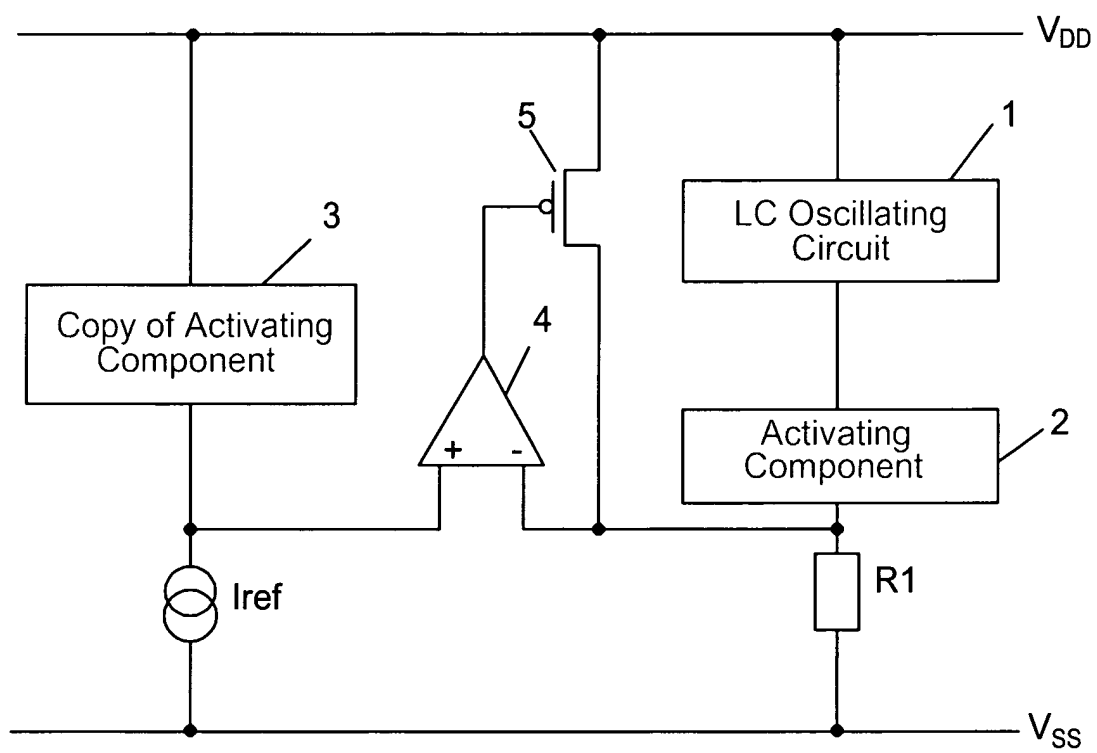 V_DD
5
1
LC Oscillating
Circuit
3
Copy of Activating
Component
4
+ -
Activating
Component
2
Iref
R1
V_SS